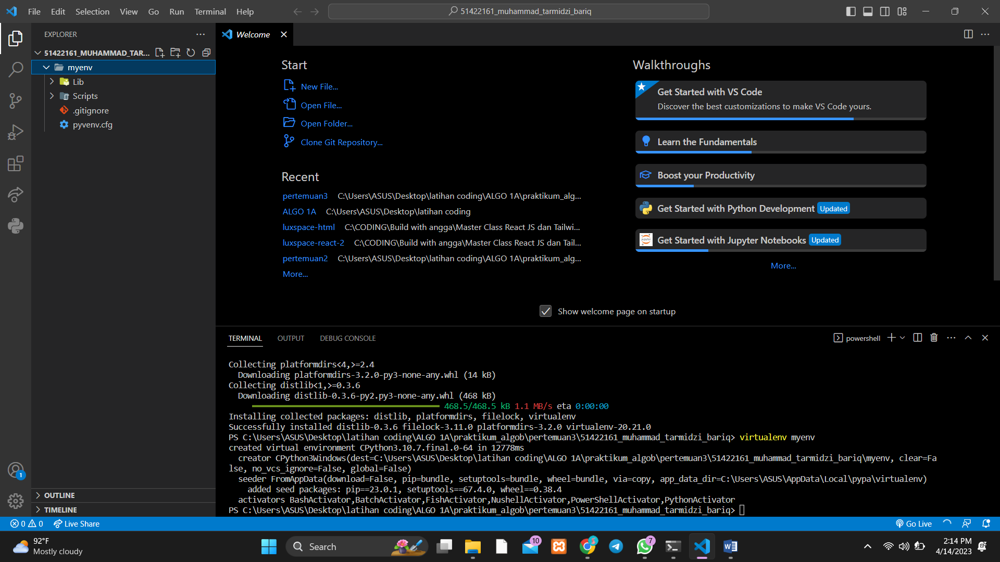 File Edit Selection View Go Run Terminal Help
51422161_muhammad_tarmidzi_bariq
EXPLORER
51422161_MUHAMMAD_TAR...
myenv
Lib
Scripts
.gitignore
pyvenv.cfg
OUTLINE
TIMELINE
1
Welcome
Start
New File...
Open File...
Open Folder...
Clone Git Repository...
Recent
pertemuan3 C:\Users\ASUS\Desktop\latihan coding\ALGO 1A\praktikum_alg...
ALGO 1A C:\Users\ASUS\Desktop\latihan coding
luxspace-html C:\CODING\Build with angga\Master Class React JS dan Tailwi...
luxspace-react-2 C:\CODING\Build with angga\Master Class React JS dan Tail...
pertemuan2 C:\Users\ASUS\Desktop\latihan coding\ALGO 1A\praktikum_alg...
More...
Walkthroughs
Get Started with VS Code
Discover the best customizations to make VS Code yours.
Learn the Fundamentals
Boost your Productivity
Get Started with Python Development Updated
jupyter
Get Started with Jupyter Notebooks Updated
More...
Show welcome page on startup
TERMINAL OUTPUT DEBUG CONSOLE
powershell
Collecting platformdirs<4,>=2.4
Downloading platformdirs-3.2.0-py3-none-any.whl (14 kB)
Collecting distlib<1,>=0.3.6
Downloading distlib-0.3.6-py2.py3-none-any.whl (468 kB)
468.5/468.5 kB 1.1 MB/s eta 0:00:00
Installing collected packages: distlib, platformdirs, filelock, virtualenv
Successfully installed distlib-0.3.6 filelock-3.11.0 platformdirs-3.2.0 virtualenv-20.21.0
PS C:\Users\ASUS\Desktop\latihan coding\ALGO 1A\praktikum_algob\pertemuan3\51422161_muhammad_tarmidzi_bariq> virtualenv myenv
created virtual environment CPython3.10.7.final.0-64 in 12778ms
creator CPython3Windows(dest=C:\Users\ASUS\Desktop\latihan coding\ALGO 1A\praktikum_algob\pertemuan3\51422161_muhammad_tarmidzi_bariq\myenv, clear=Fa
lse, no_vcs_ignore=False, global=False)
seeder FromAppData(download=False, pip=bundle, setuptools=bundle, wheel=bundle, via=copy, app_data_dir=C:\Users\ASUS\AppData\Local\pypa\virtualenv)
added seed packages: pip==23.0.1, setuptools==67.4.0, wheel==0.38.4
activators BashActivator,BatchActivator,FishActivator,NushellActivator,PowerShellActivator,PythonActivator
PS C:\Users\ASUS\Desktop\latihan coding\ALGO 1A\praktikum_algob\pertemuan3\51422161_muhammad_tarmidzi_bariq>
0 0 Live Share
Go Live
92°F
Mostly cloudy
Search
10
3
7
2:14 PM
4/14/2023